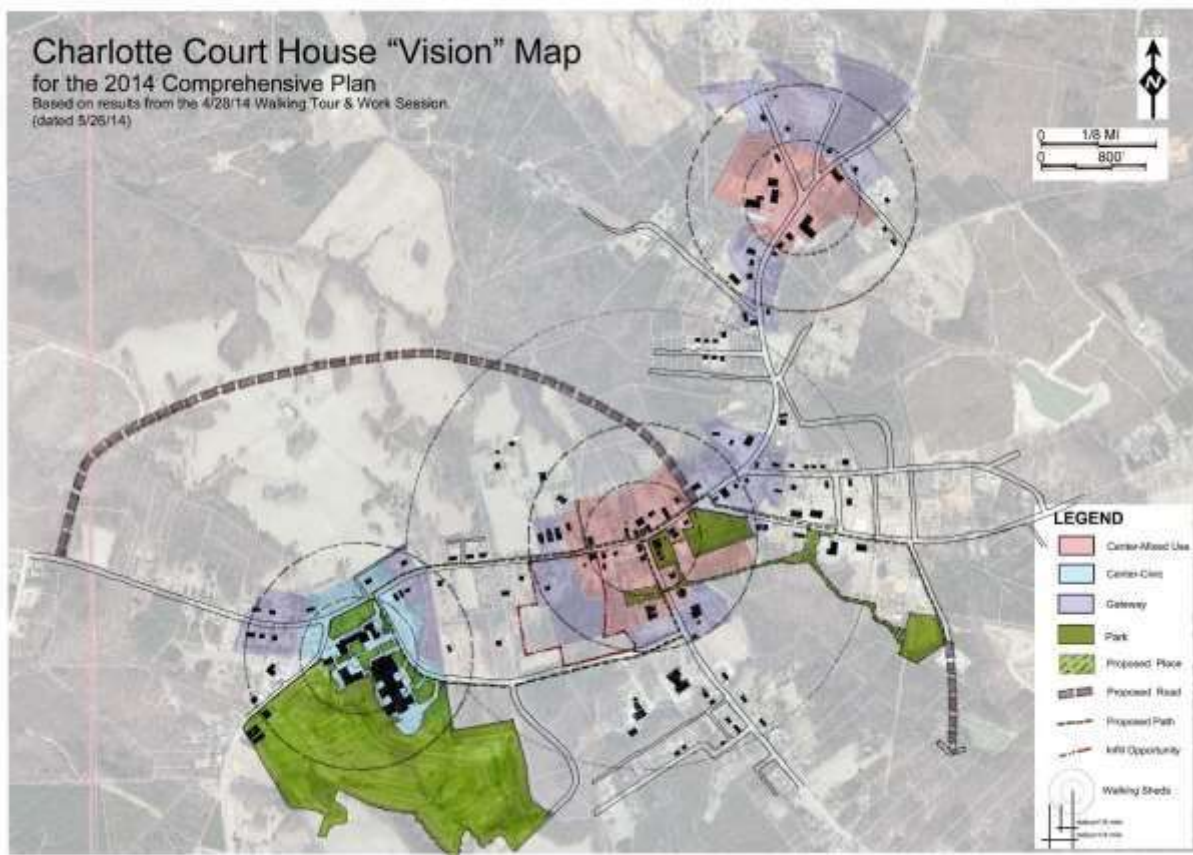 Charlotte Court House "Vision" Map
for the 2014 Comprehensive Plan
Based on results from the 4/28/14 Walking Tour & Work Session.
(dated 5/26/14)
N
0 1/8 MI
0 800'
LEGEND
Center-Mixed Use
Center-Civic
Gateway
Park
Proposed Place
Proposed Road
Proposed Path
Infill Opportunity
Walking Sheds